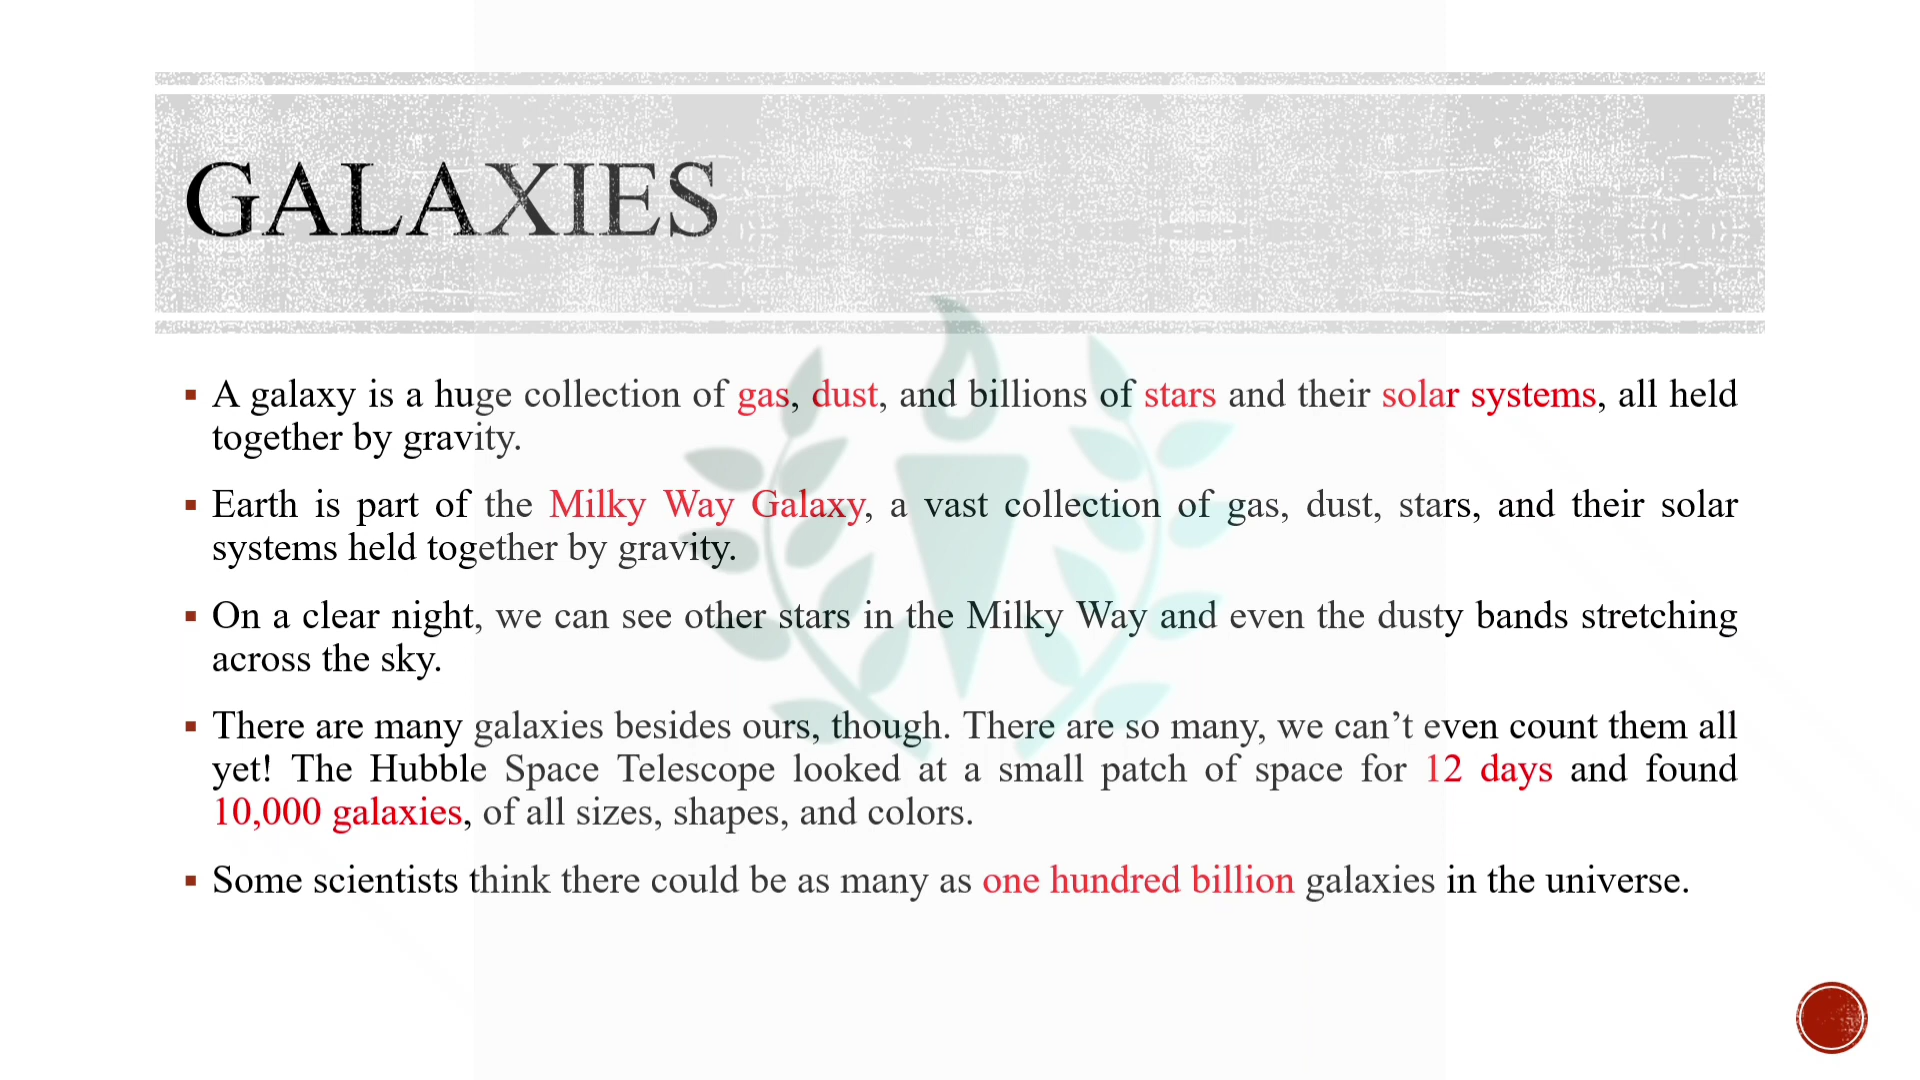 GALAXIES
▪ A galaxy is a huge collection of gas, dust, and billions of stars and their solar systems, all held
together by gravity.
▪ Earth is part of the Milky Way Galaxy, a vast collection of gas, dust, stars, and their solar
systems held together by gravity.
▪ On a clear night, we can see other stars in the Milky Way and even the dusty bands stretching
across the sky.
▪ There are many galaxies besides ours, though. There are so many, we can’t even count them all
yet! The Hubble Space Telescope looked at a small patch of space for 12 days and found
10,000 galaxies, of all sizes, shapes, and colors.
▪ Some scientists think there could be as many as one hundred billion galaxies in the universe.